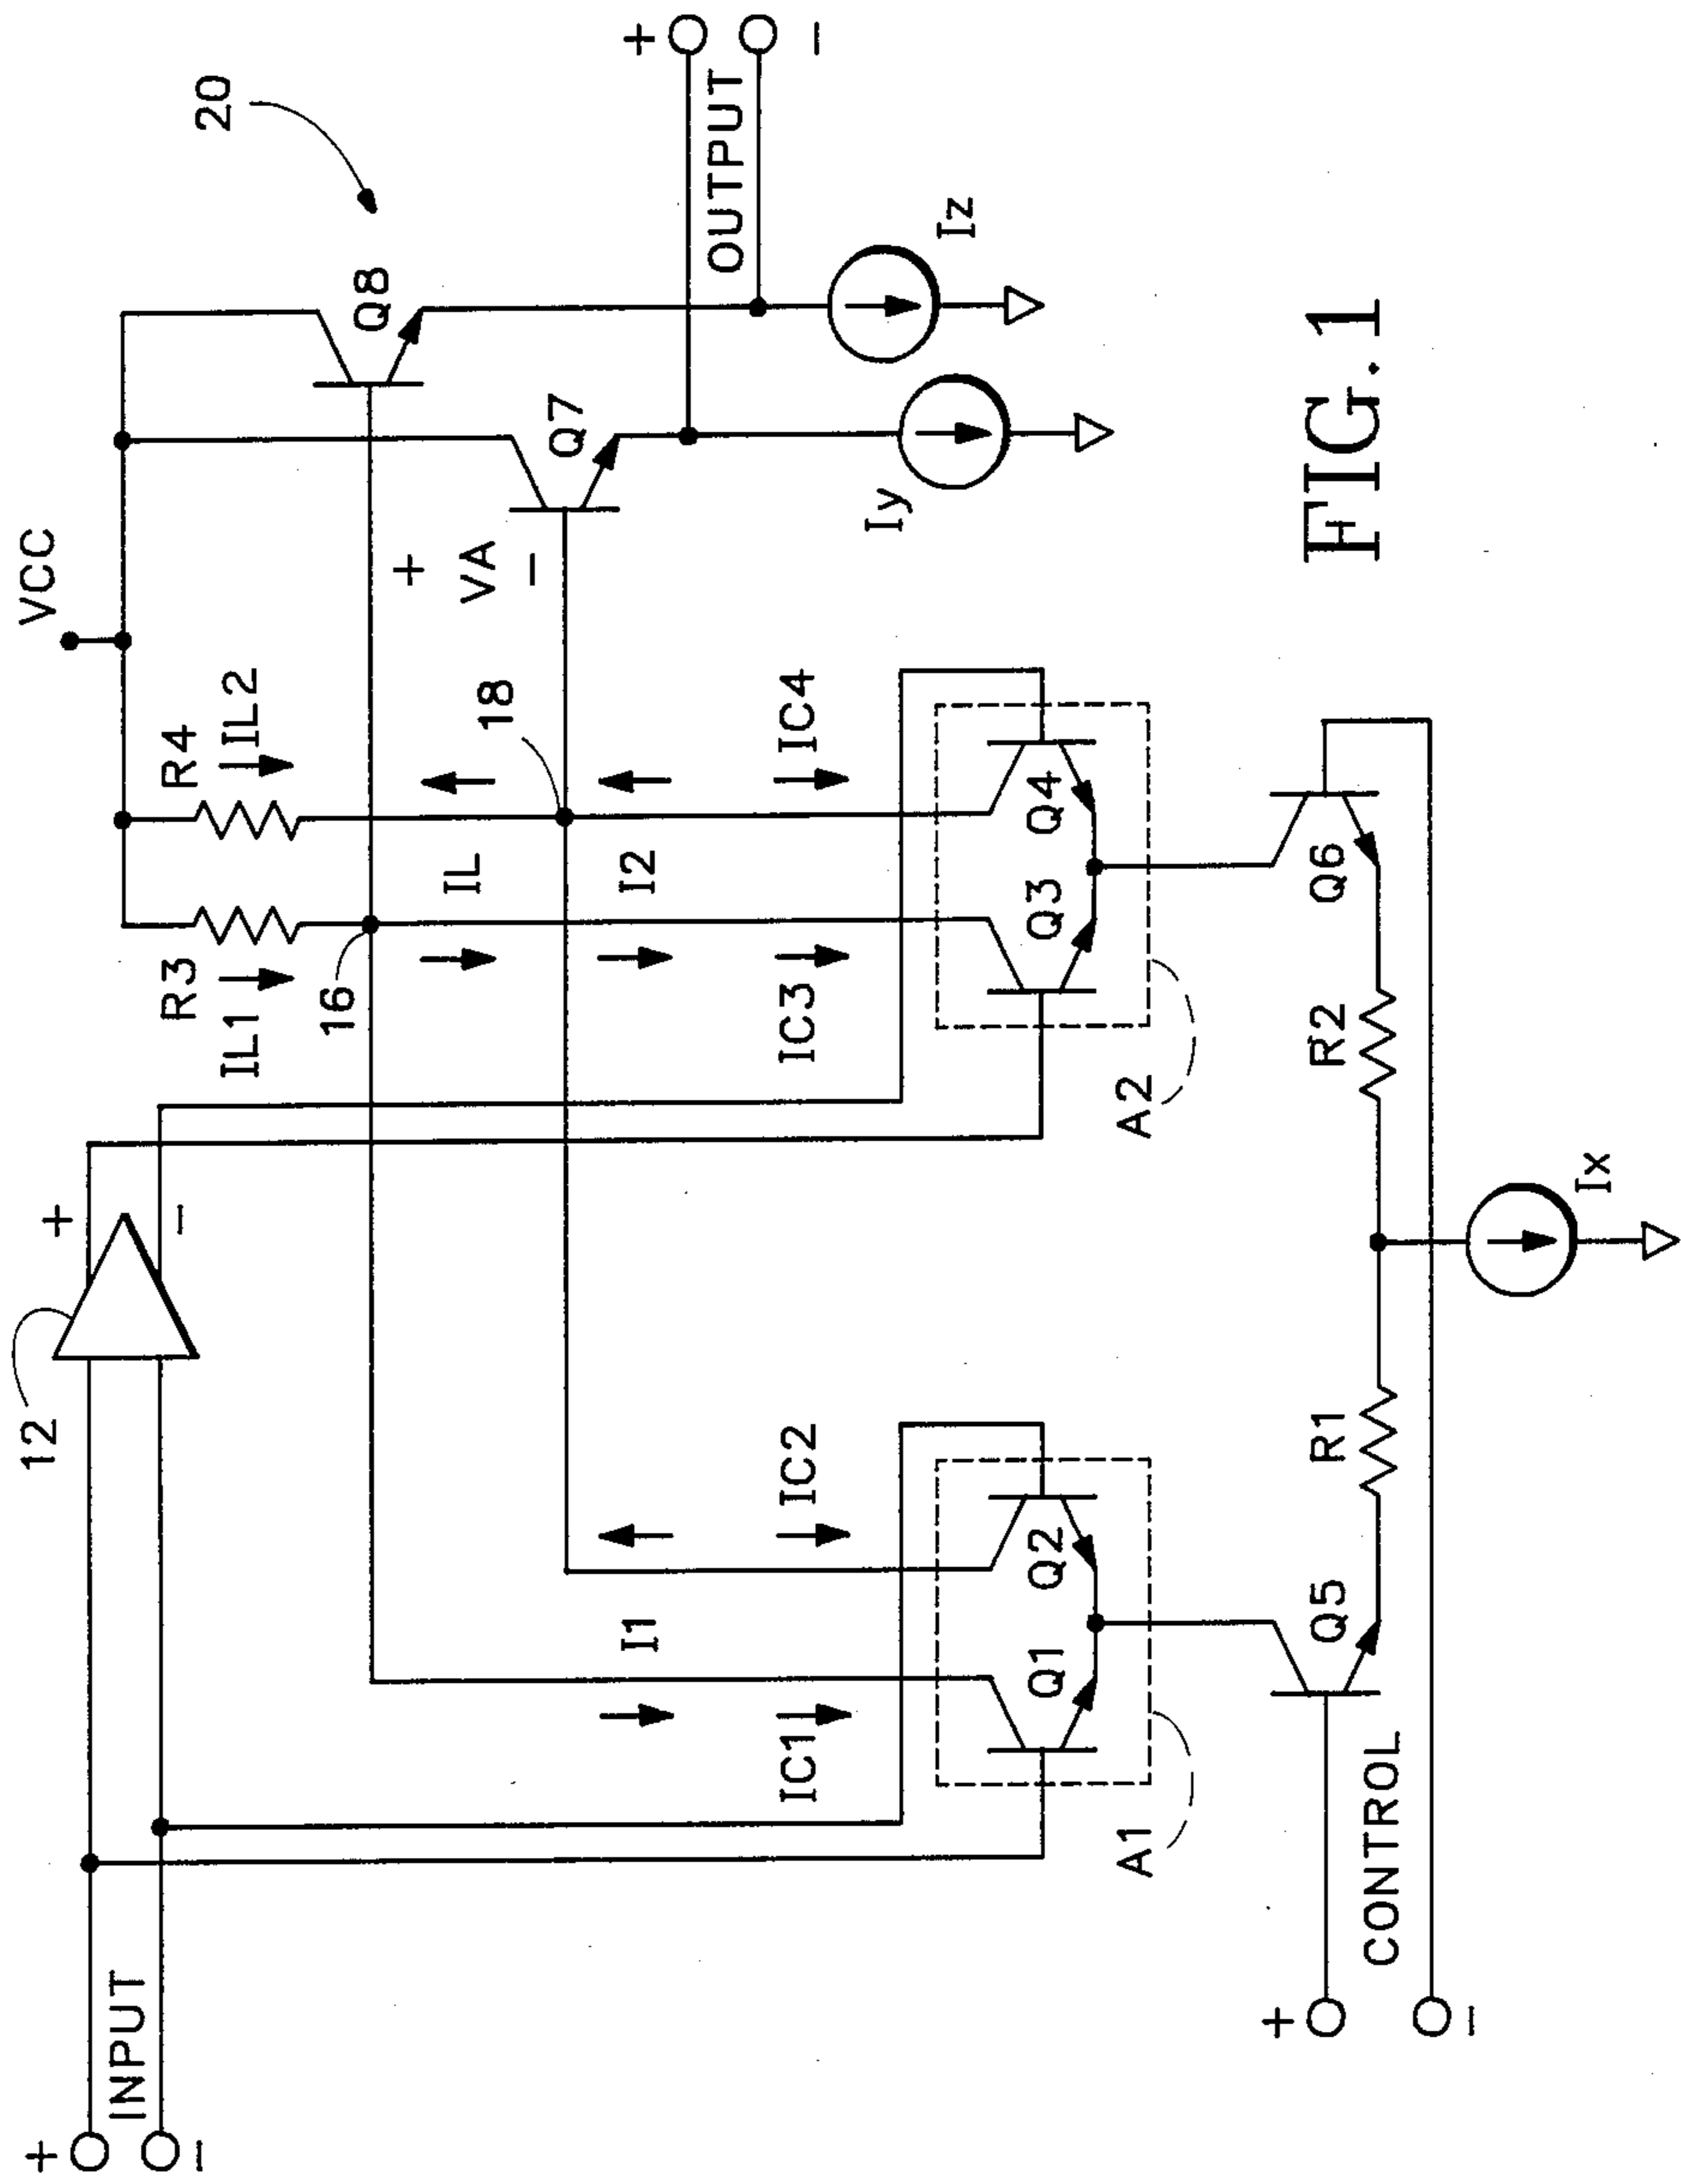 20
VCC
12
+
−
+
INPUT
−
R3
R4
IL1
IL2
16
Q8
+
VA
−
18
IL
Q7
I1
I2
+
OUTPUT
−
IC1
IC2
IC3
IC4
Iy
Iz
Q1
Q2
Q3
Q4
A1
A2
+
CONTROL
−
Q5
R1
R2
Q6
Ix
FIG. 1